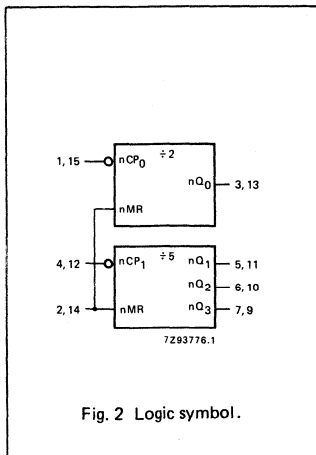 ÷2
1, 15 nCP0
nQ0 3, 13
nMR
4, 12 nCP1 ÷5 nQ1 5, 11
nQ2 6, 10
2, 14 nMR nQ3 7, 9
7Z93776.1
Fig. 2 Logic symbol.